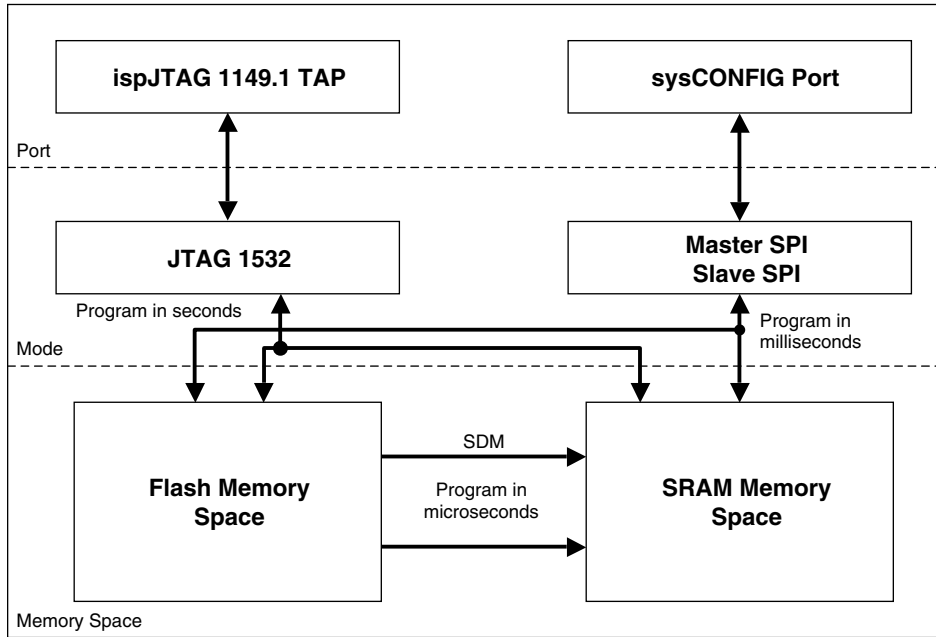 ispJTAG 1149.1 TAP
sysCONFIG Port
Port
JTAG 1532
Master SPI
Slave SPI
Program in seconds
Program in
milliseconds
Mode
SDM
Flash Memory
Space
Program in
microseconds
SRAM Memory
Space
Memory Space